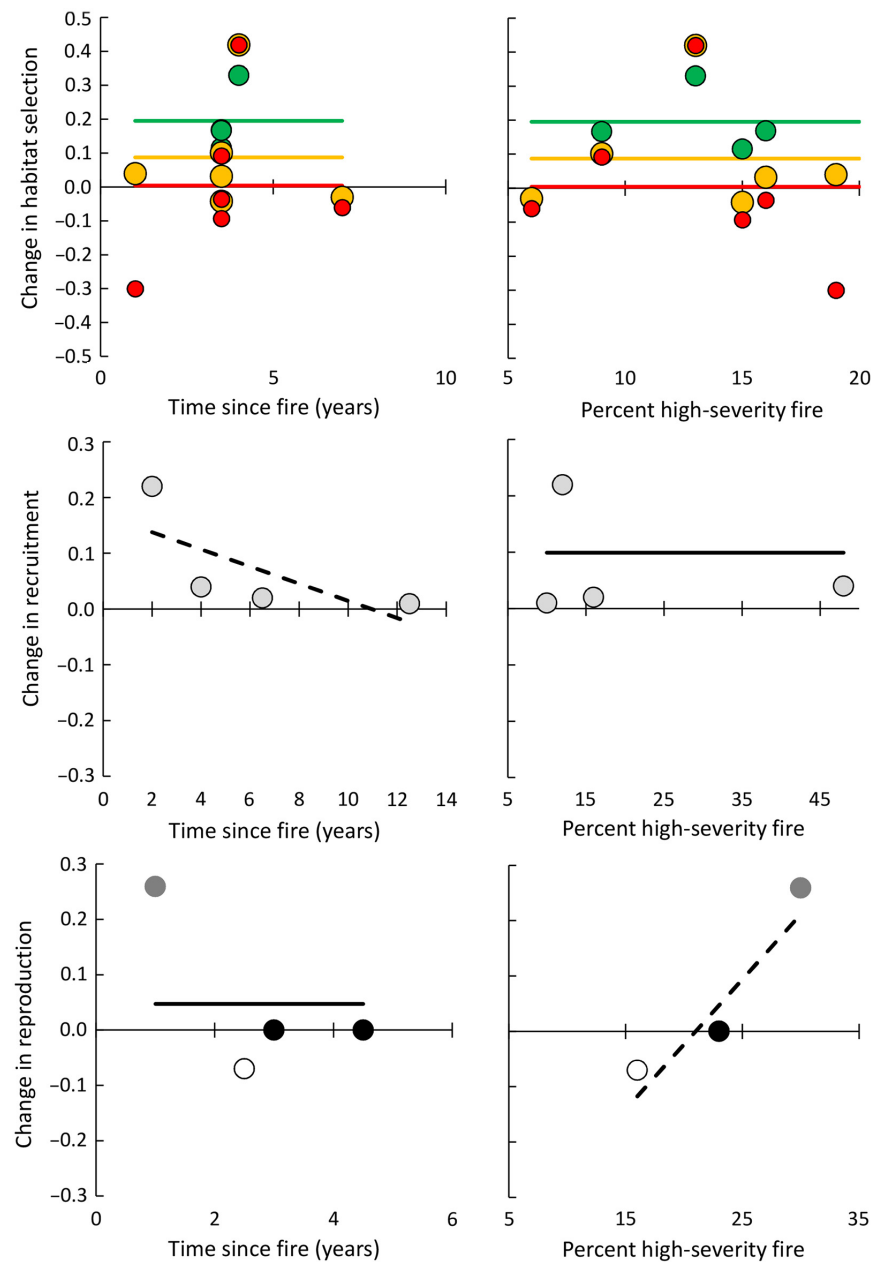 Change in habitat selection
0.5
0.4
0.3
0.2
0.1
0.0
−0.1
−0.2
−0.3
−0.4
−0.5
0 5 10
Time since fire (years)
5 10 15 20
Percent high-severity fire
Change in recruitment
0.3
0.2
0.1
0.0
−0.1
−0.2
−0.3
0 2 4 6 8 10 12 14
Time since fire (years)
5 15 25 35 45
Percent high-severity fire
Change in reproduction
0.3
0.2
0.1
0.0
−0.1
−0.2
−0.3
0 2 4 6
Time since fire (years)
5 15 25 35
Percent high-severity fire